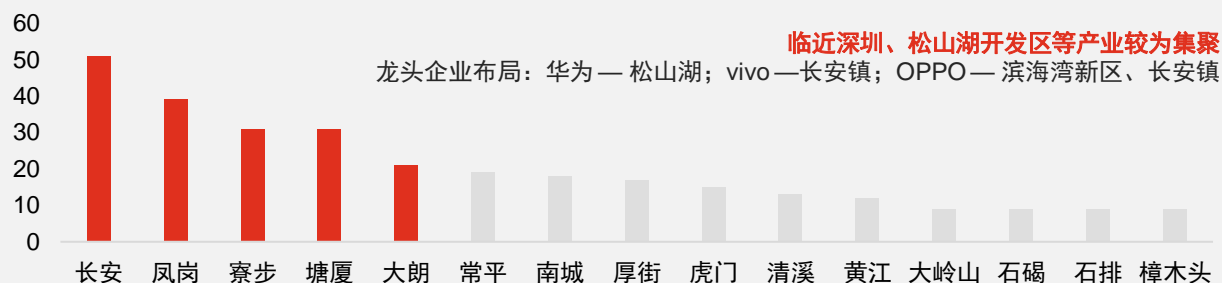 60
50
40
30
20
10
0
临近深圳、松山湖开发区等产业较为集聚
龙头企业布局：华为 — 松山湖；vivo —长安镇；OPPO — 滨海湾新区、长安镇
长安 凤岗 寮步 塘厦 大朗 常平 南城 厚街 虎门 清溪 黄江 大岭山 石碣 石排 樟木头